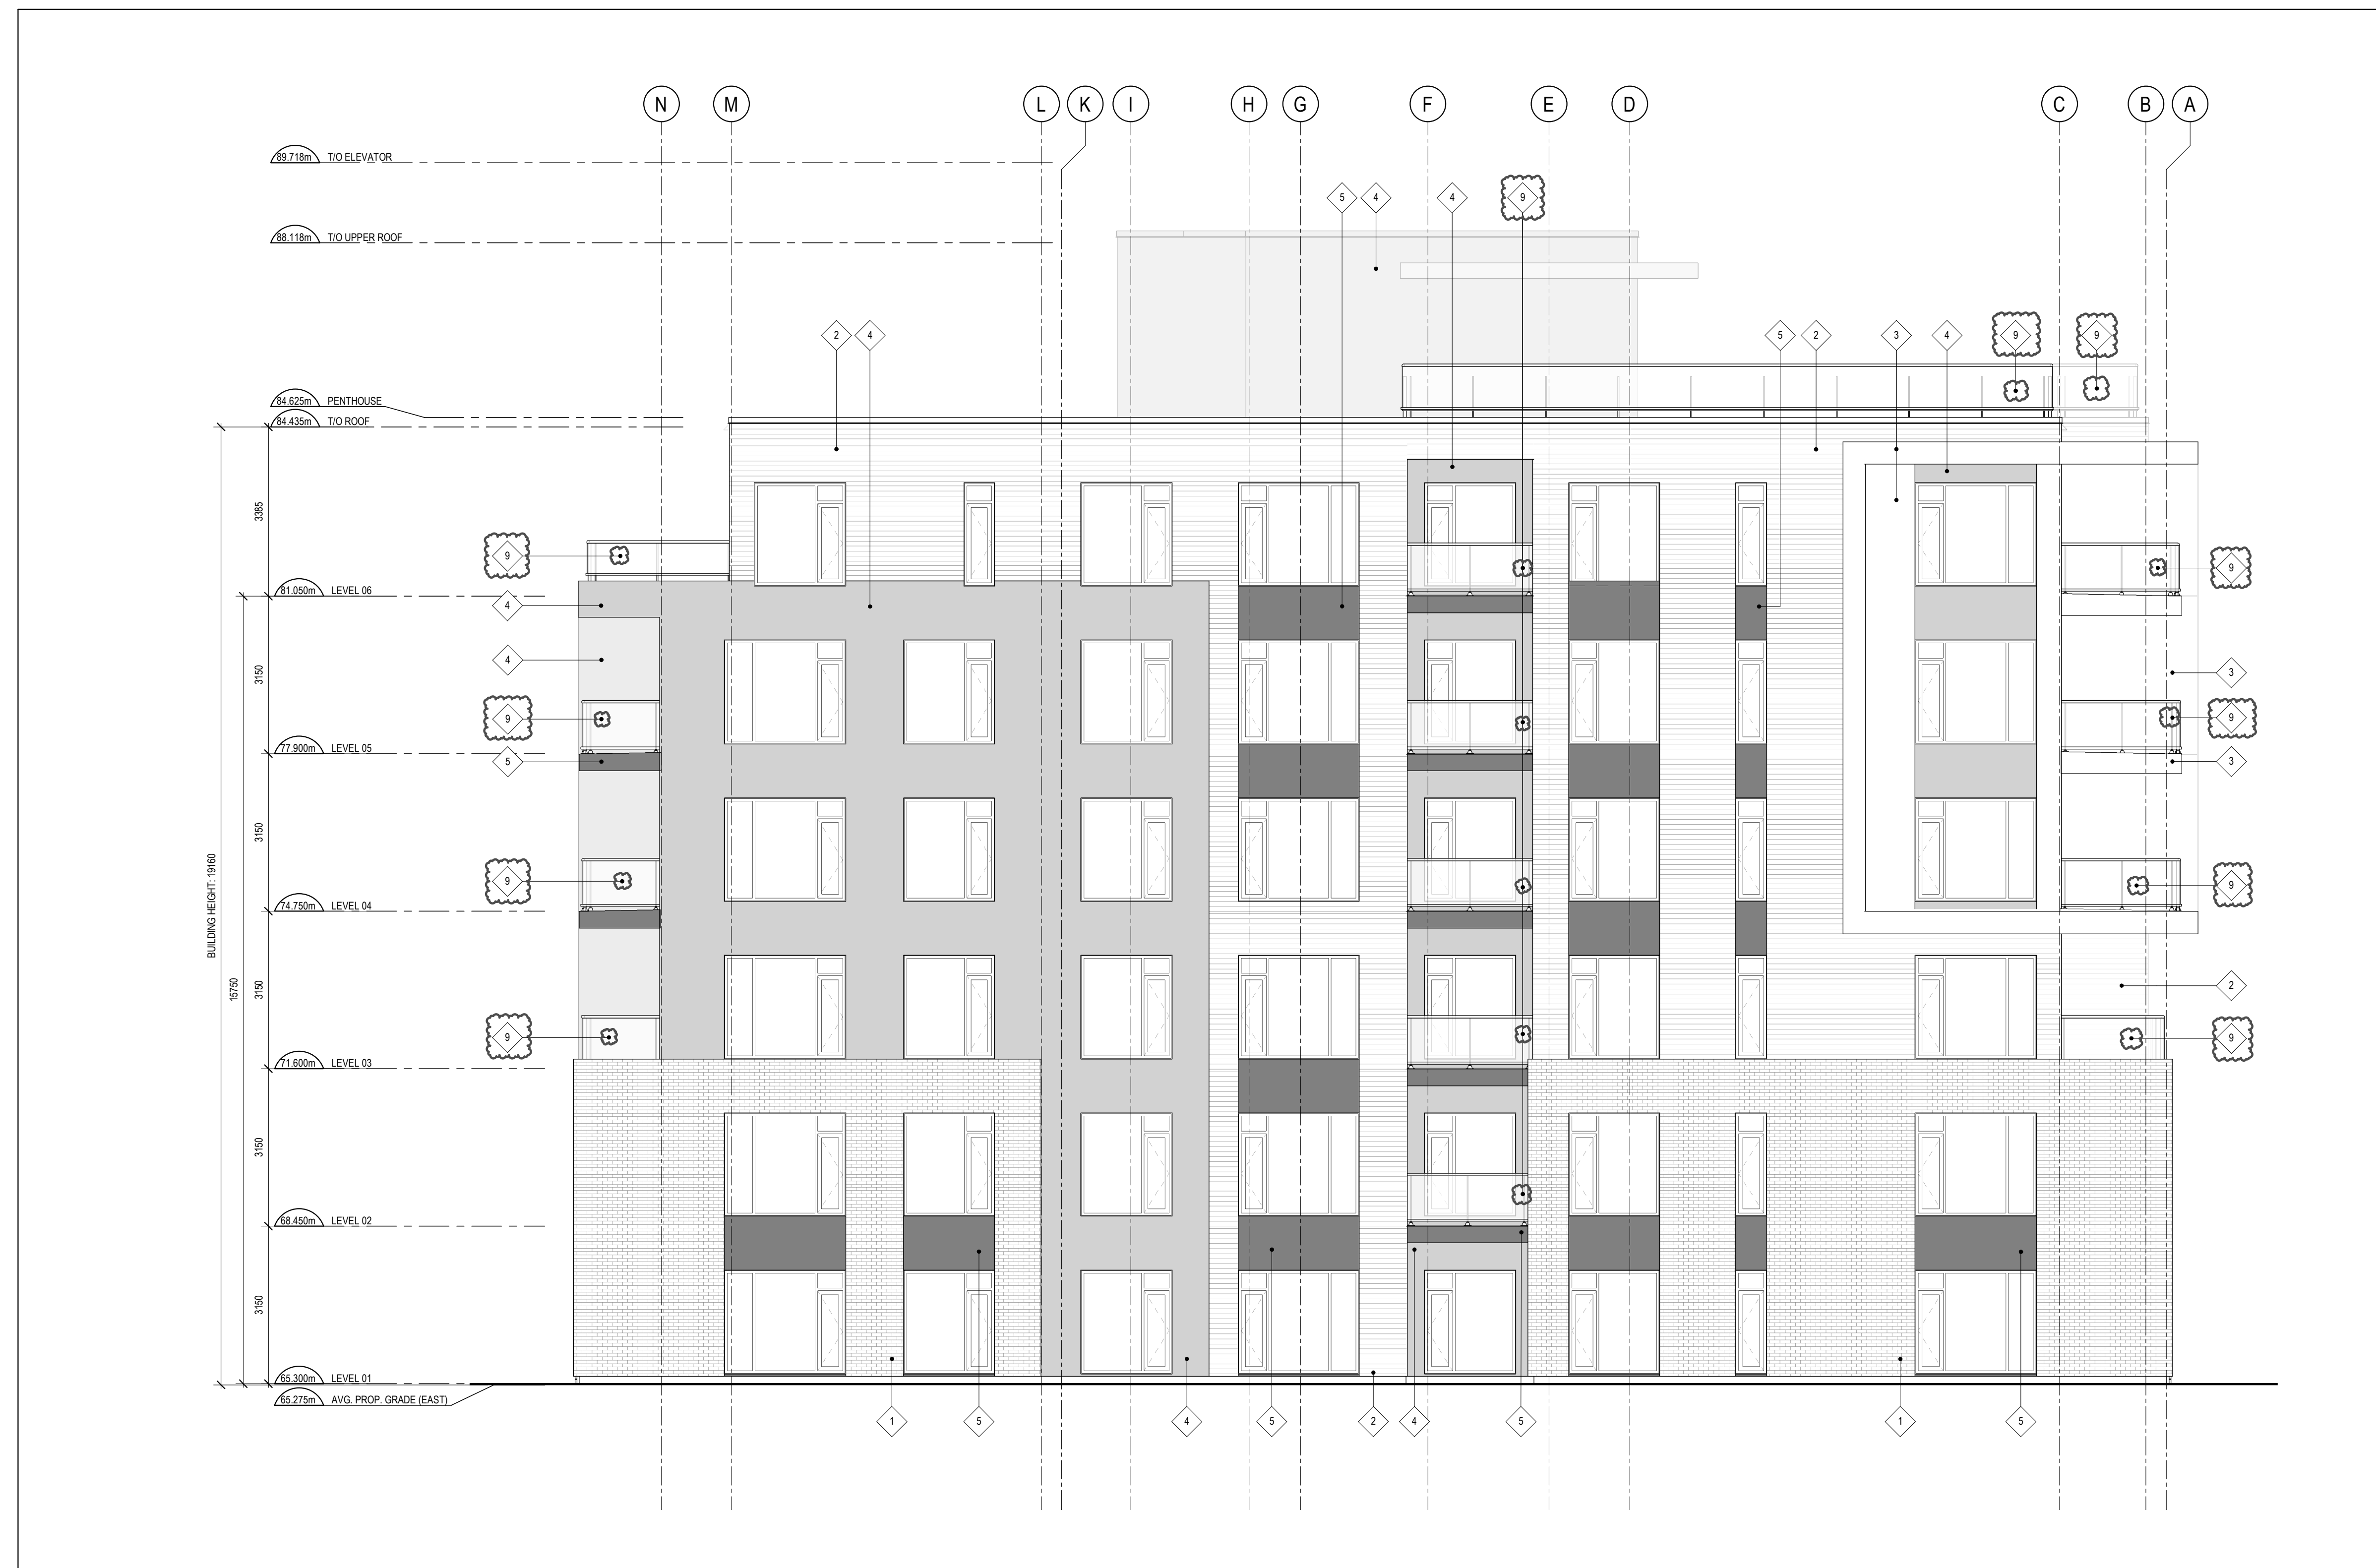 N M L K I H G F E D C B A
89.718m T/O ELEVATOR
5 4 4 9
88.118m T/O UPPER ROOF
2 4 5 2 3 4 9 9
84.625m PENTHOUSE
84.435m T/O ROOF
3385
9 9
81.050m LEVEL 06
4
4 3
3150
9 9
77.900m LEVEL 05
5 3
3150
9 9
74.750m LEVEL 04
BUILDING HEIGHT: 19160
15750
3150
2
9 9
71.600m LEVEL 03
3150
68.450m LEVEL 02
3150
65.300m LEVEL 01
65.275m AVG. PROP. GRADE (EAST)
1 5 4 5 2 4 5 1 5